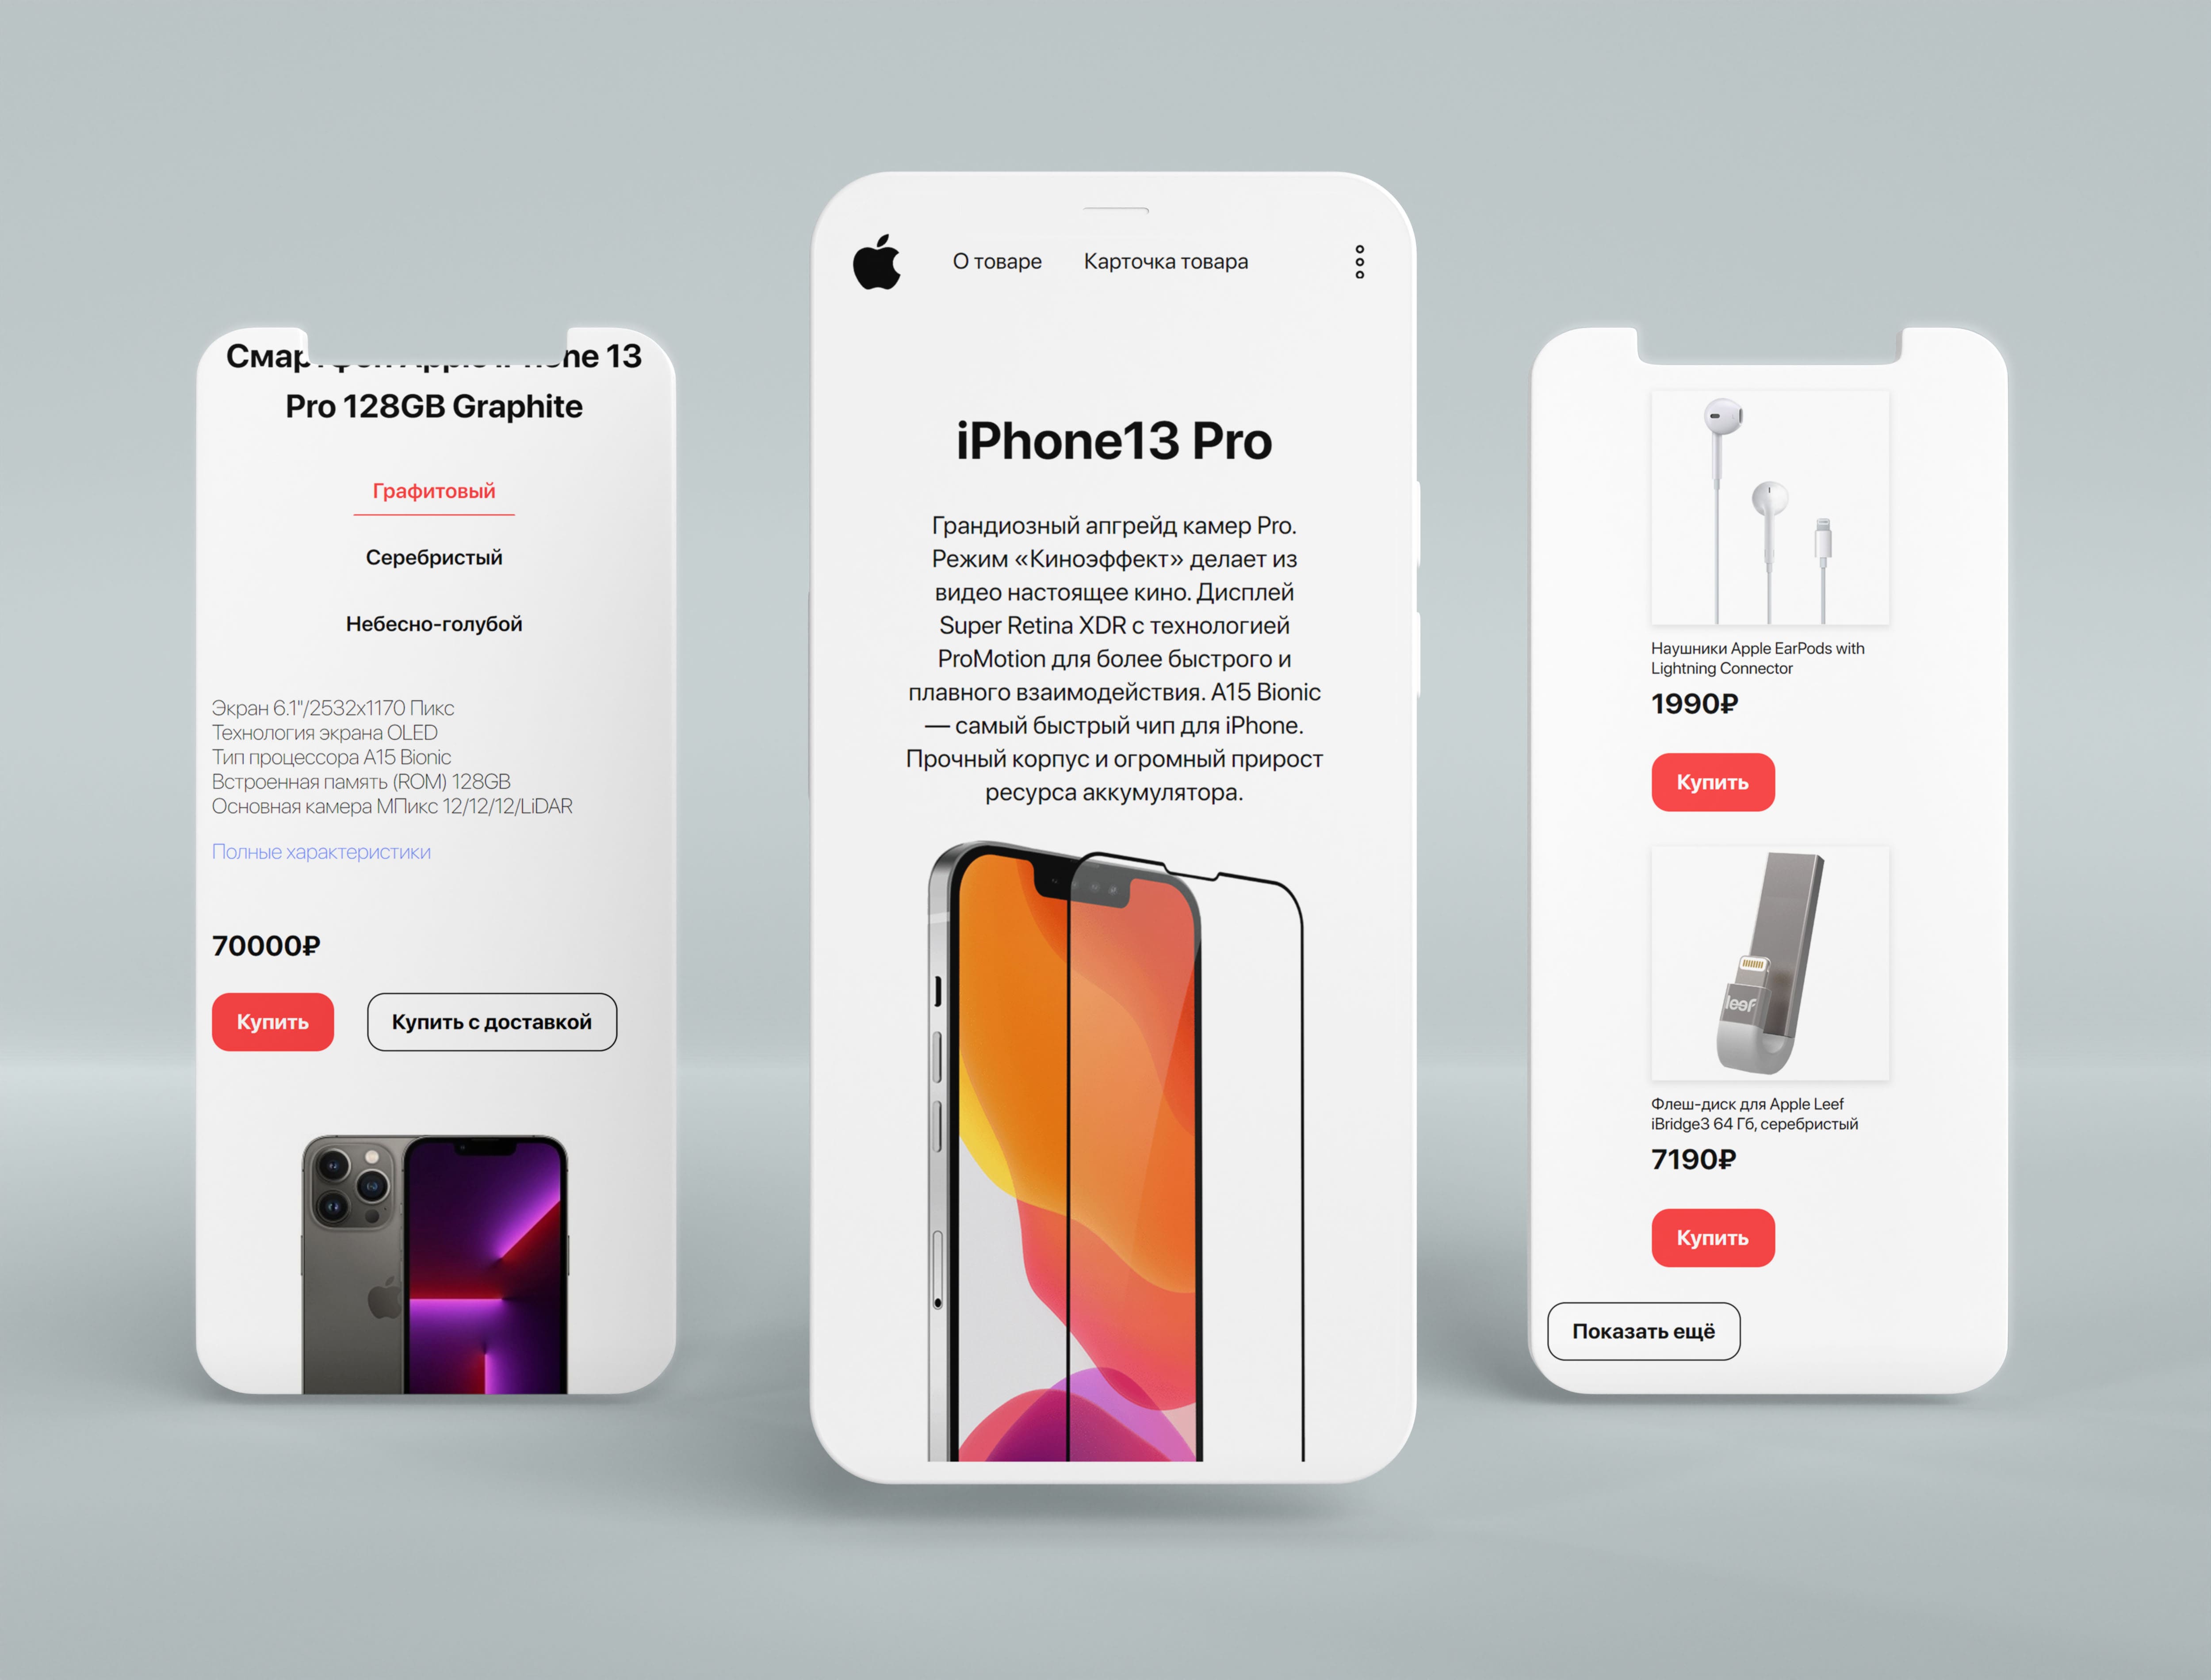 Pro 128GB Graphite
Графитовый
Серебристый
Небесно-голубой
Экран 6.1"/2532x1170 Пикс
Технология экрана OLED
Тип процессора A15 Bionic
Встроенная память (ROM) 128GB
Основная камера МПикс 12/12/12/LiDAR
Полные характеристики
70000₽
Купить
Купить с доставкой
О товаре
Карточка товара
iPhone13 Pro
Грандиозный апгрейд камер Pro.
Режим «Киноэффект» делает из
видео настоящее кино. Дисплей
Super Retina XDR с технологией
ProMotion для более быстрого и
плавного взаимодействия. A15 Bionic
— самый быстрый чип для iPhone.
Прочный корпус и огромный прирост
ресурса аккумулятора.
Наушники Apple EarPods with
Lightning Connector
1990₽
Купить
leef
Флеш-диск для Apple Leef
iBridge3 64 Гб, серебристый
7190₽
Купить
Показать ещё